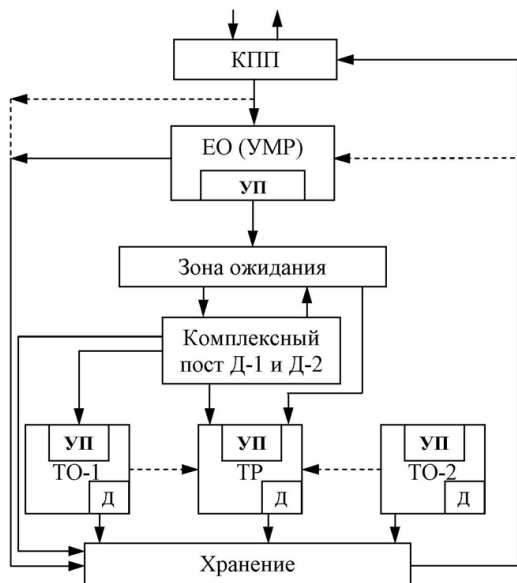 КПП
ЕО (УМР)
УП
Зона ожидания
Комплексный
пост Д-1 и Д-2
УП
ТО-1
Д
УП
ТР
Д
УП
ТО-2
Д
Хранение